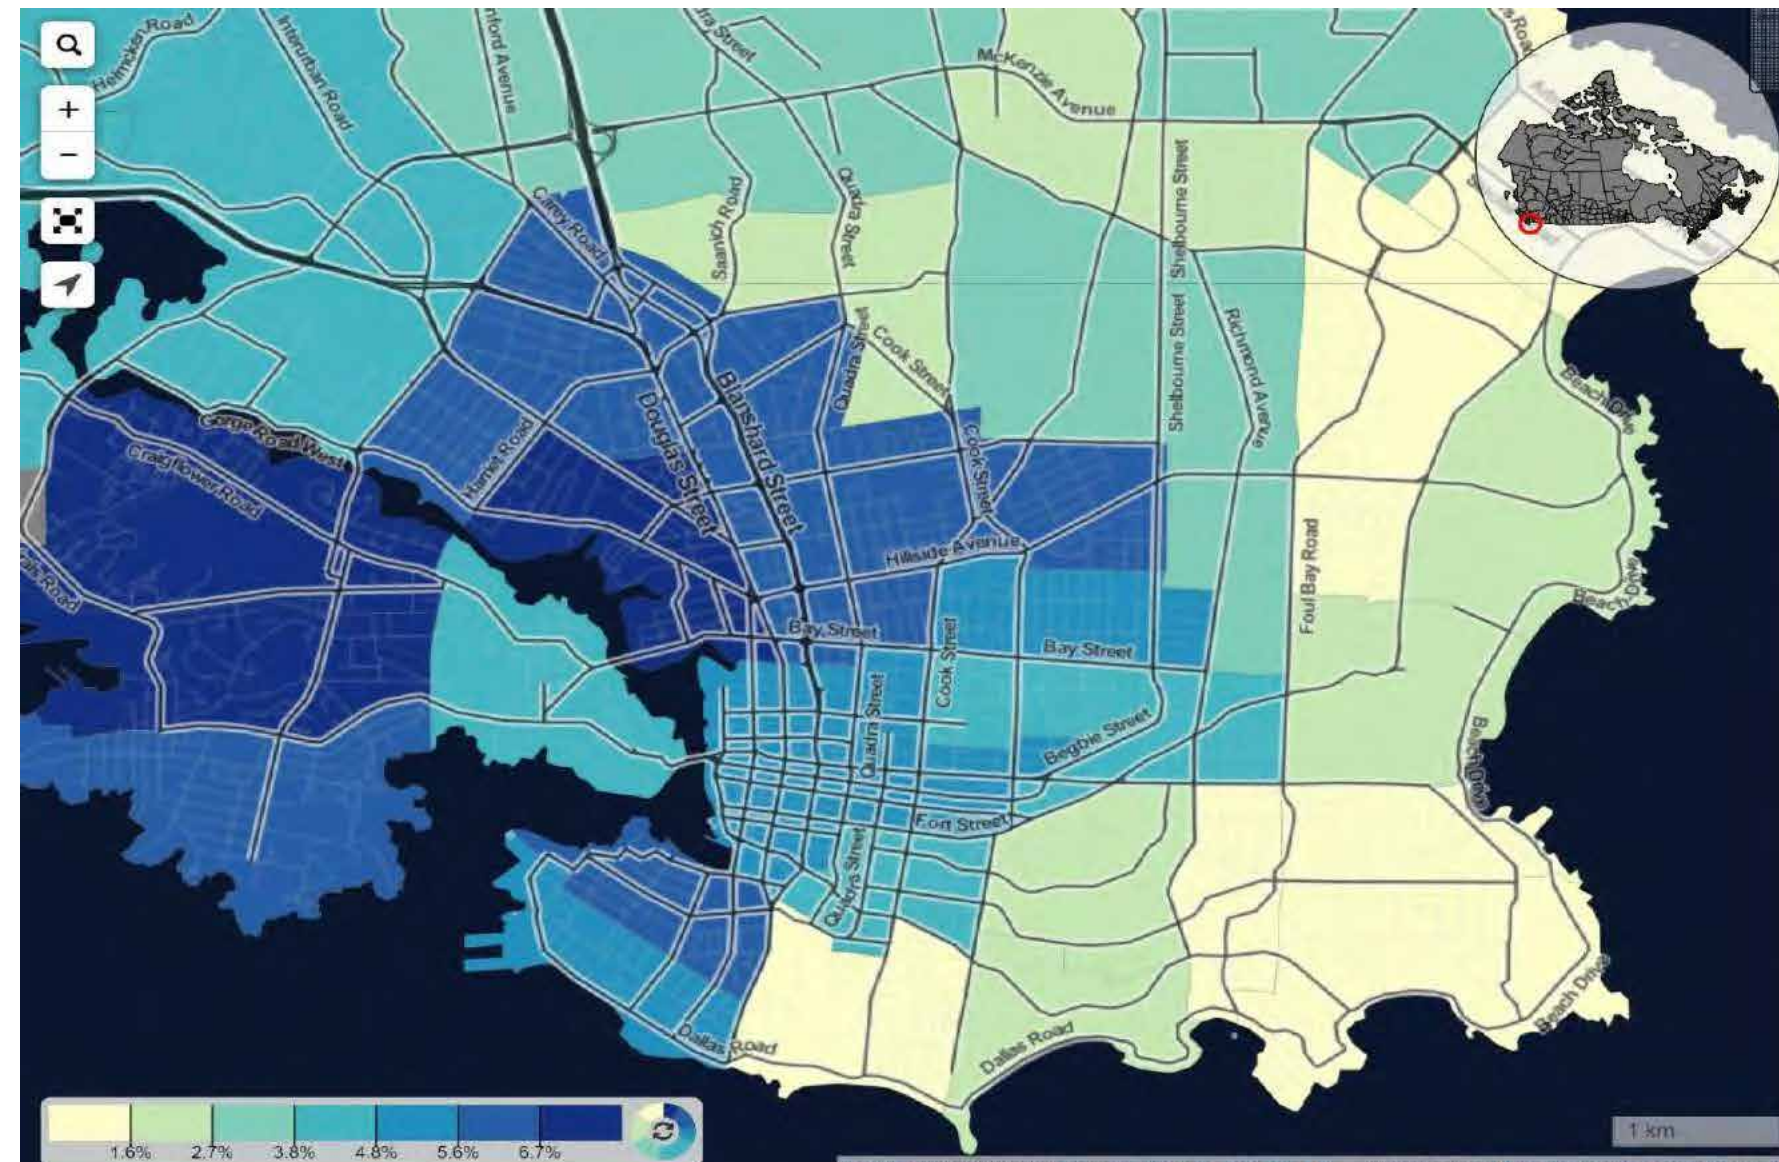 Helmcken Road
Interurban Road
nford Avenue
dra Street
McKenzie Avenue
s Road
+
−
Carey Road
Saanich Road
Quadra Street
Shelbourne Street
Shelbourne Street
Richmond Avenue
Quadra Street
Cook Street
Beach Drive
Gorge Road West
Craigflower Road
Harriet Road
Douglas Street
Blanshard Street
Cook Street
Hillside Avenue
Foul Bay Road
Beach Drive
Bay Street
Bay Street
Cook Street
Quadra Street
Begbie Street
Beach Drive
Fort Street
Quadra Street
Dallas Road
Dallas Road
Beach Drive
1.6% 2.7% 3.8% 4.8% 5.6% 6.7%
1 km